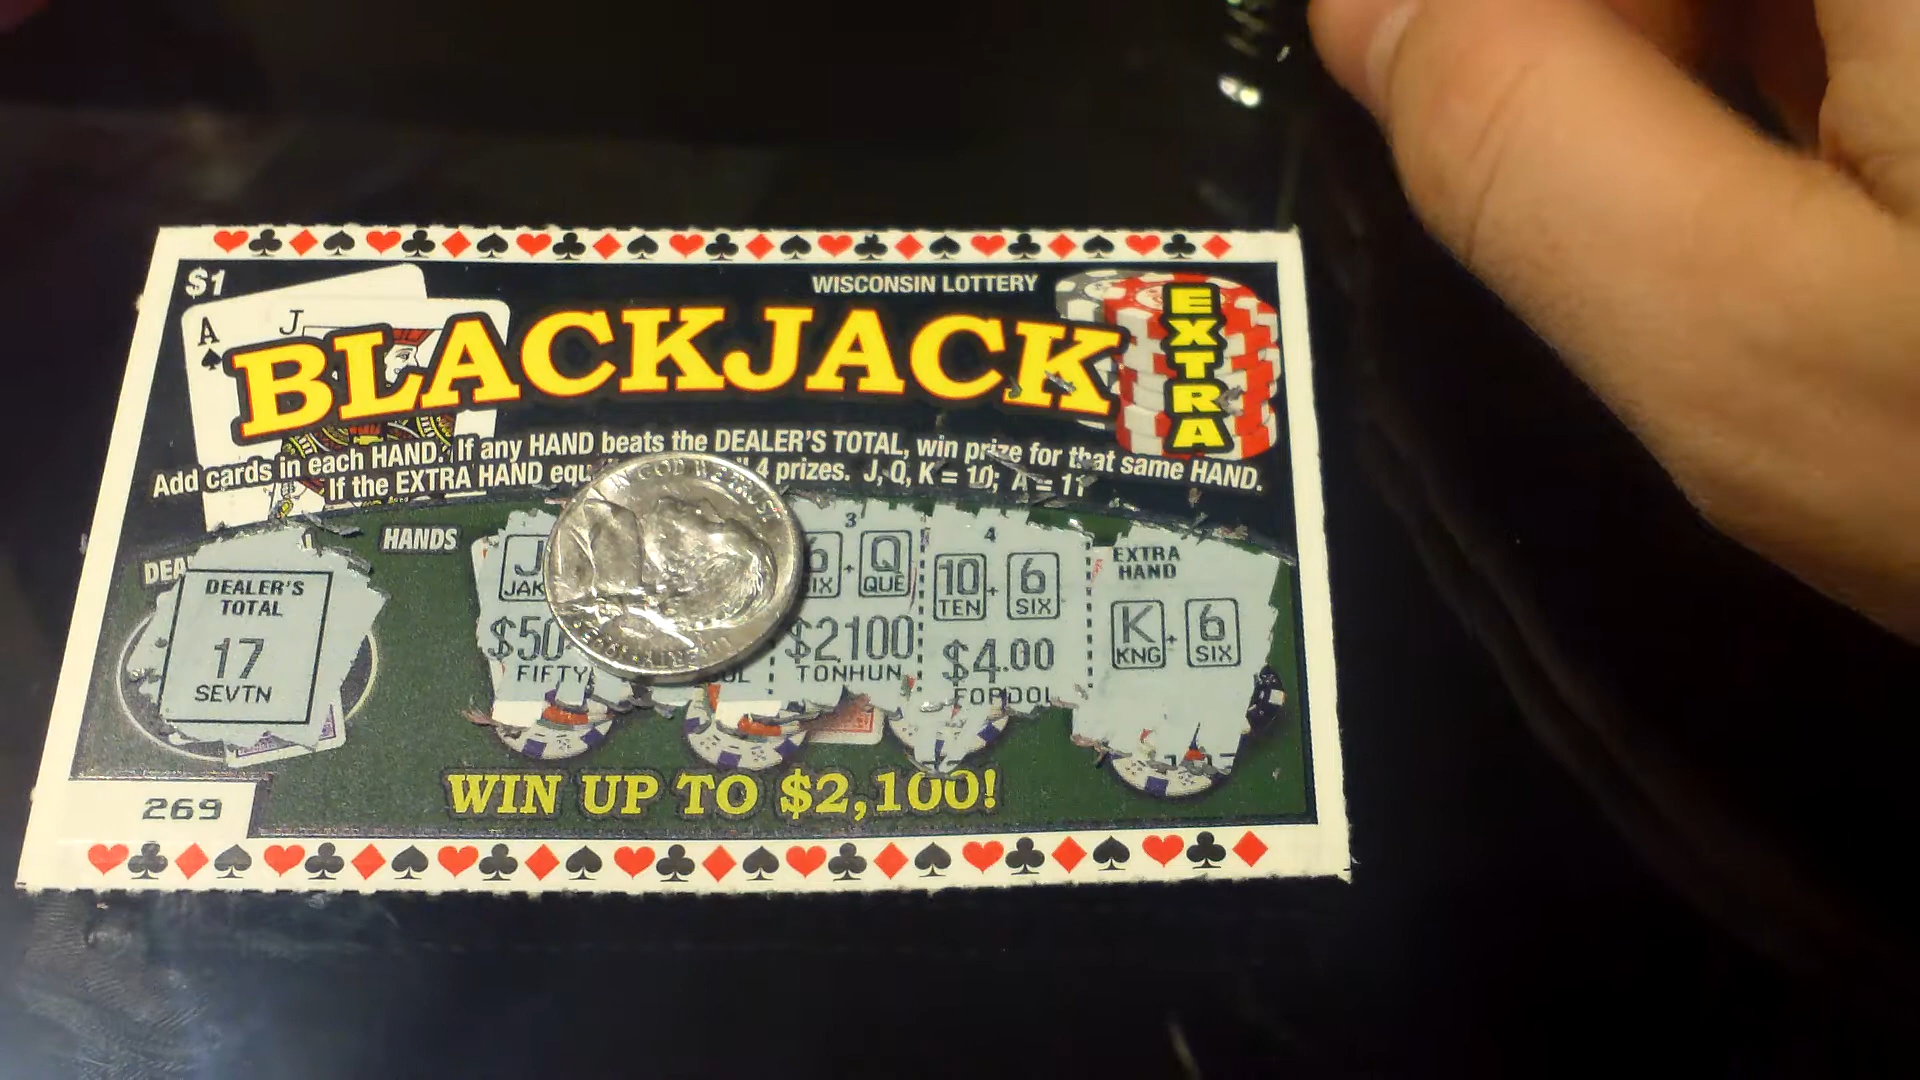 $1
WISCONSIN LOTTERY
A J
BLACKJACK
EXTRA
Add cards in each HAND. If any HAND beats the DEALER'S TOTAL, win prize for that same HAND.
If the EXTRA HAND equ 4 prizes. J, Q, K = 10; A = 11
HANDS
DEA
DEALER'S
TOTAL
17
SEVTN
J
JAK
$50
FIFTY
3
6 + Q
IX QUE
$2100
TONHUN
4
10 + 6
TEN SIX
$4.00
FORDOL
EXTRA
HAND
K + 6
KNG SIX
WIN UP TO $2,100!
269